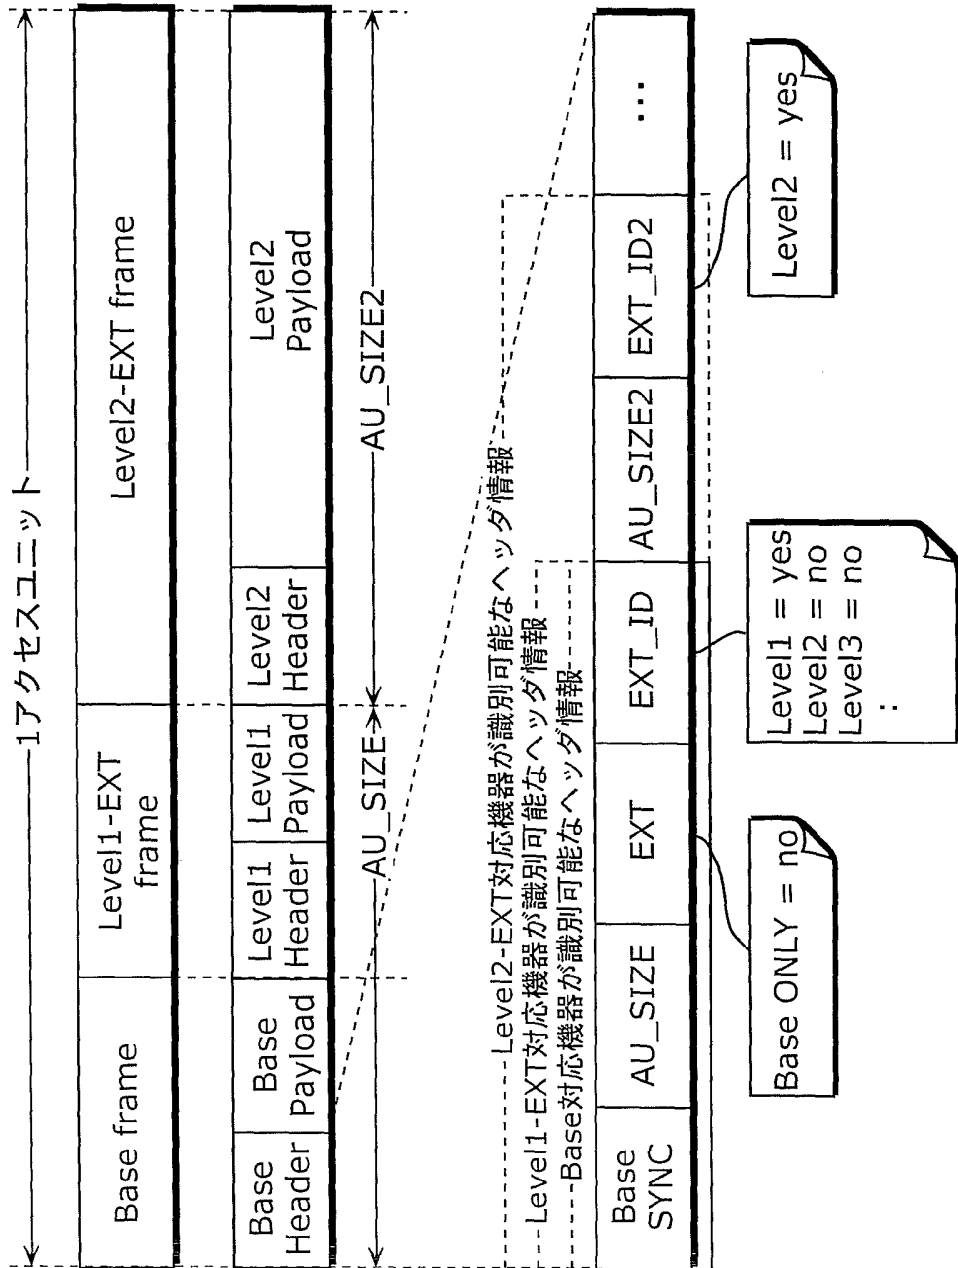 1アクセスユニット
Base frame
Level1-EXT
frame
Level2-EXT frame
Base
Header
Base
Payload
Level1
Header
Level1
Payload
Level2
Header
Level2
Payload
AU_SIZE
AU_SIZE2
Level2-EXT対応機器が識別可能なヘッダ情報
Level1-EXT対応機器が識別可能なヘッダ情報
Base対応機器が識別可能なヘッダ情報
Base
SYNC
AU_SIZE
EXT
EXT_ID
AU_SIZE2
EXT_ID2
...
Base ONLY = no
Level1 = yes
Level2 = no
Level3 = no
:
Level2 = yes